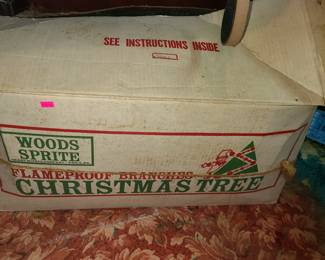 SEE INSTRUCTIONS INSIDE
WOODS
SPRITE
FLAMEPROOF BRANCHES
CHRISTMAS TREE